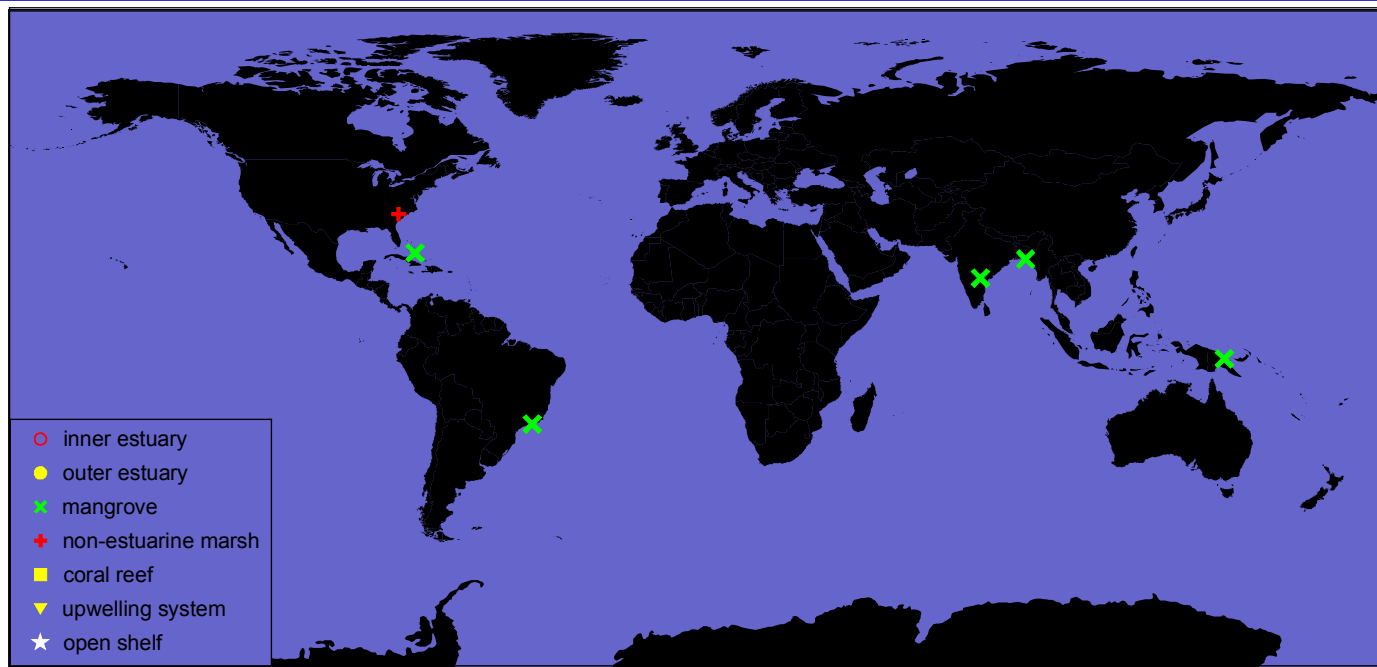 inner estuary
outer estuary
mangrove
non-estuarine marsh
coral reef
upwelling system
open shelf